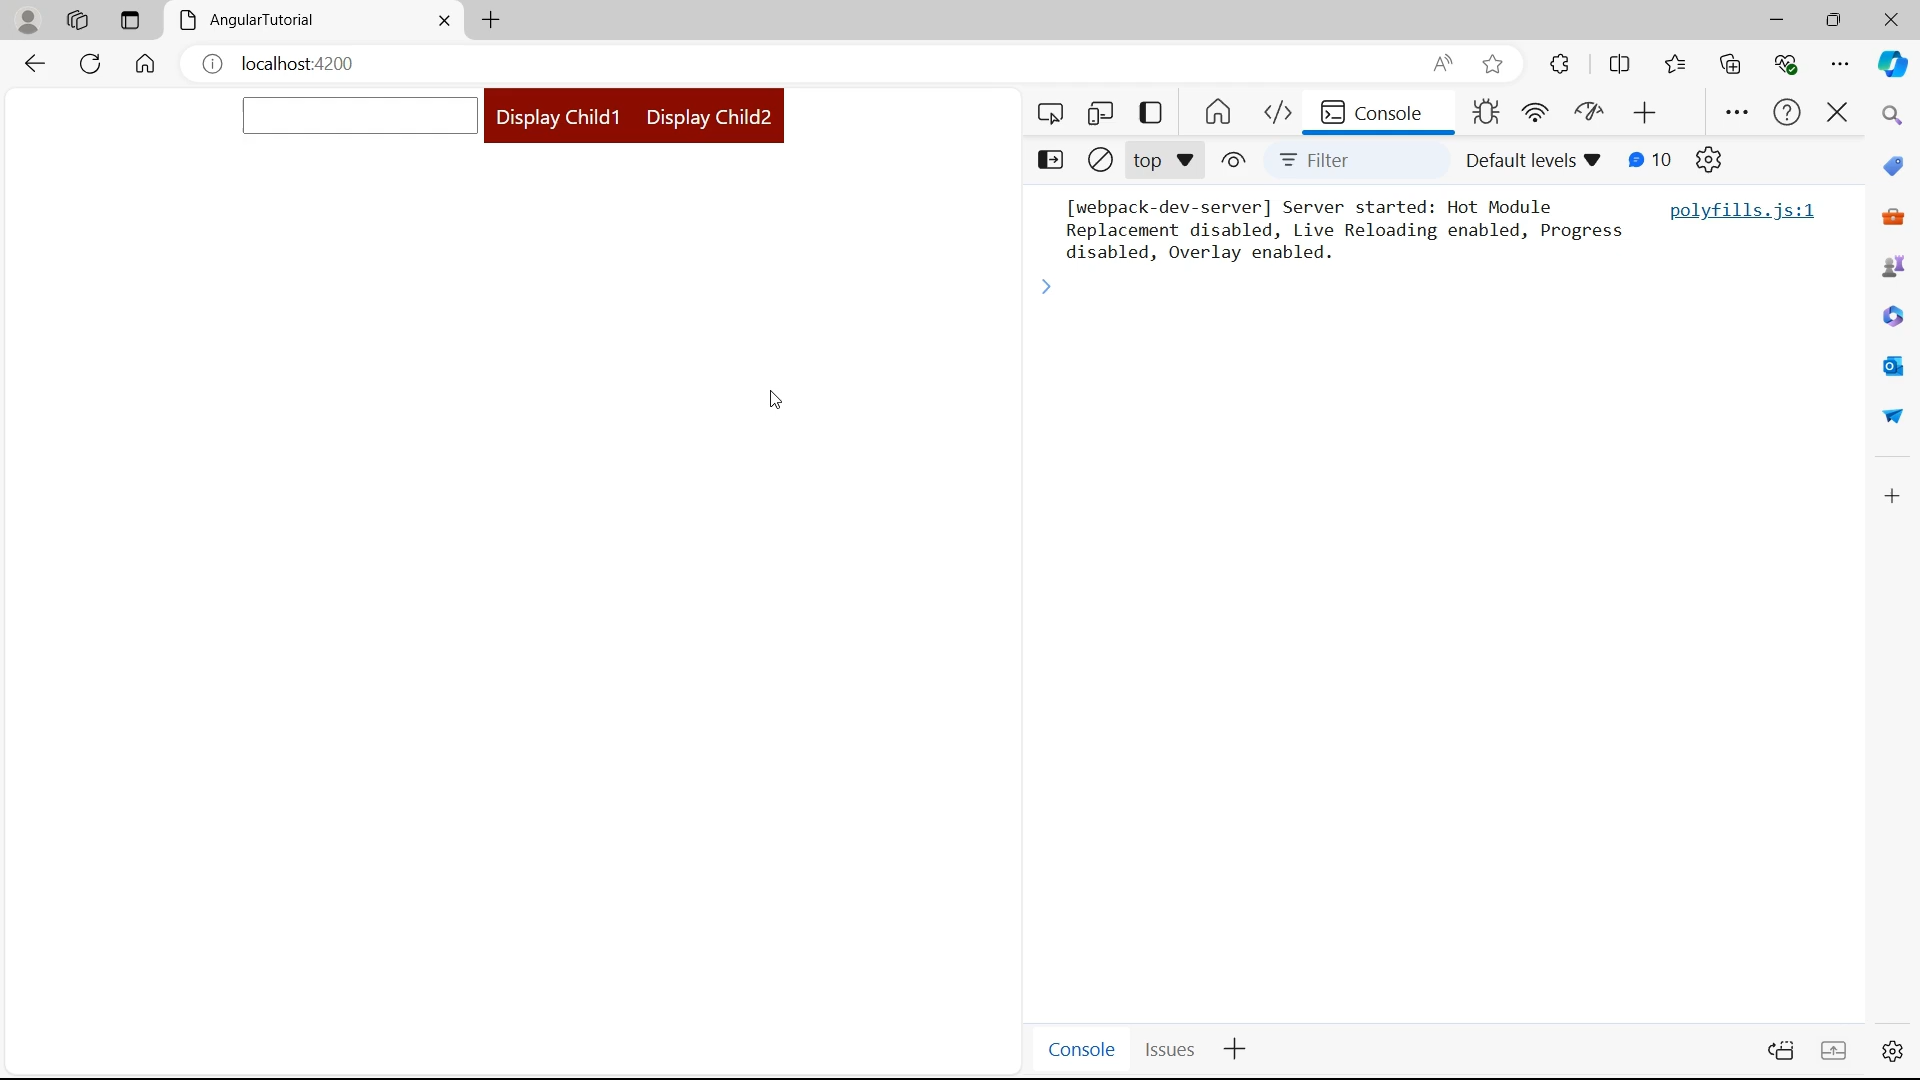 AngularTutorial
localhost:4200
Display Child1 Display Child2
Console
top Filter Default levels 10
[webpack-dev-server] Server started: Hot Module
Replacement disabled, Live Reloading enabled, Progress
disabled, Overlay enabled.
polyfills.js:1
Console Issues